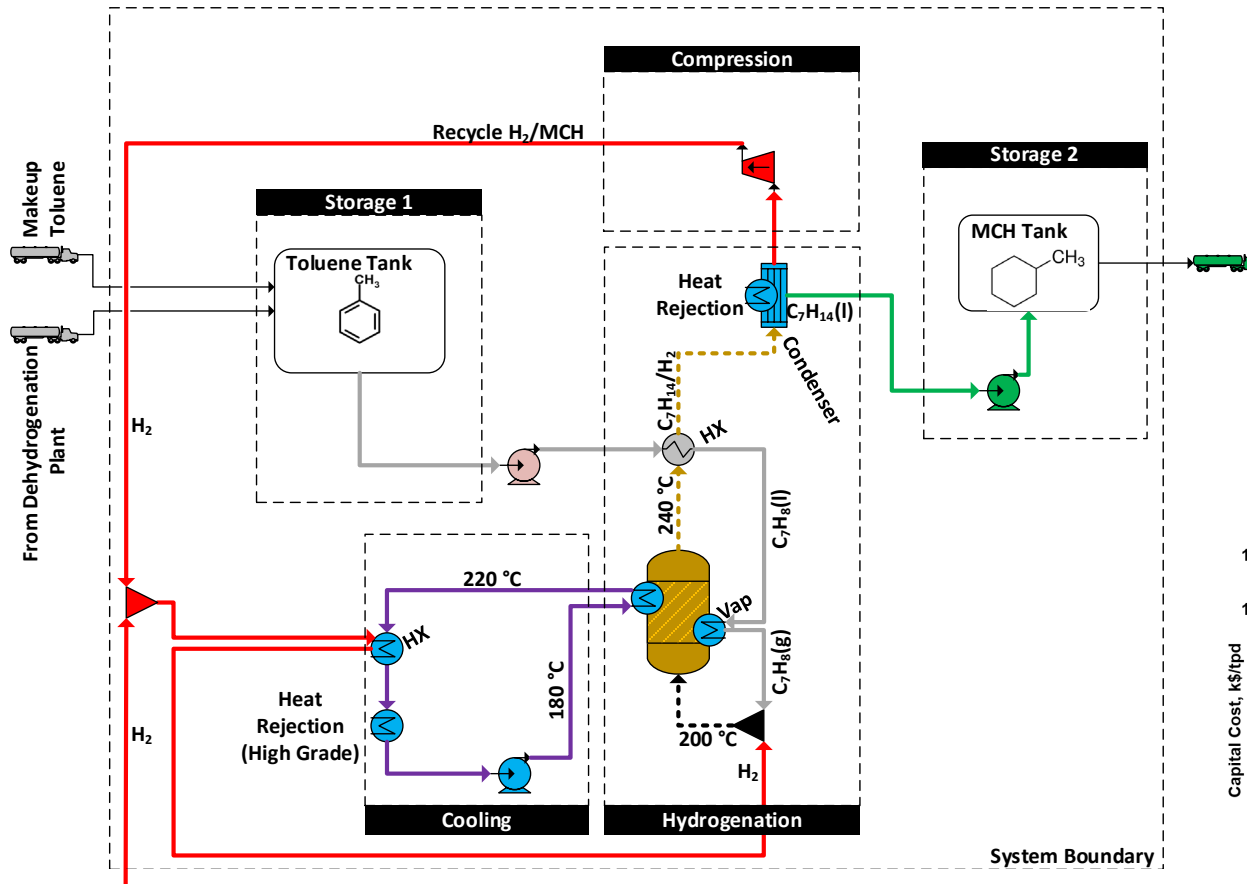 Compression
Recycle H₂/MCH
Storage 2
Makeup
Toluene
Storage 1
MCH Tank
CH₃
Toluene Tank
CH₃
Heat
Rejection
C₇H₁₄(l)
Condenser
C₇H₁₄/H₂
HX
From Dehydrogenation
Plant
H₂
240 °C
C₇H₈(l)
220 °C
Vap
HX
C₇H₈(g)
180 °C
Heat
Rejection
(High Grade)
200 °C
H₂
H₂
Cooling
Hydrogenation
System Boundary
1
1
Capital Cost, k$/tpd